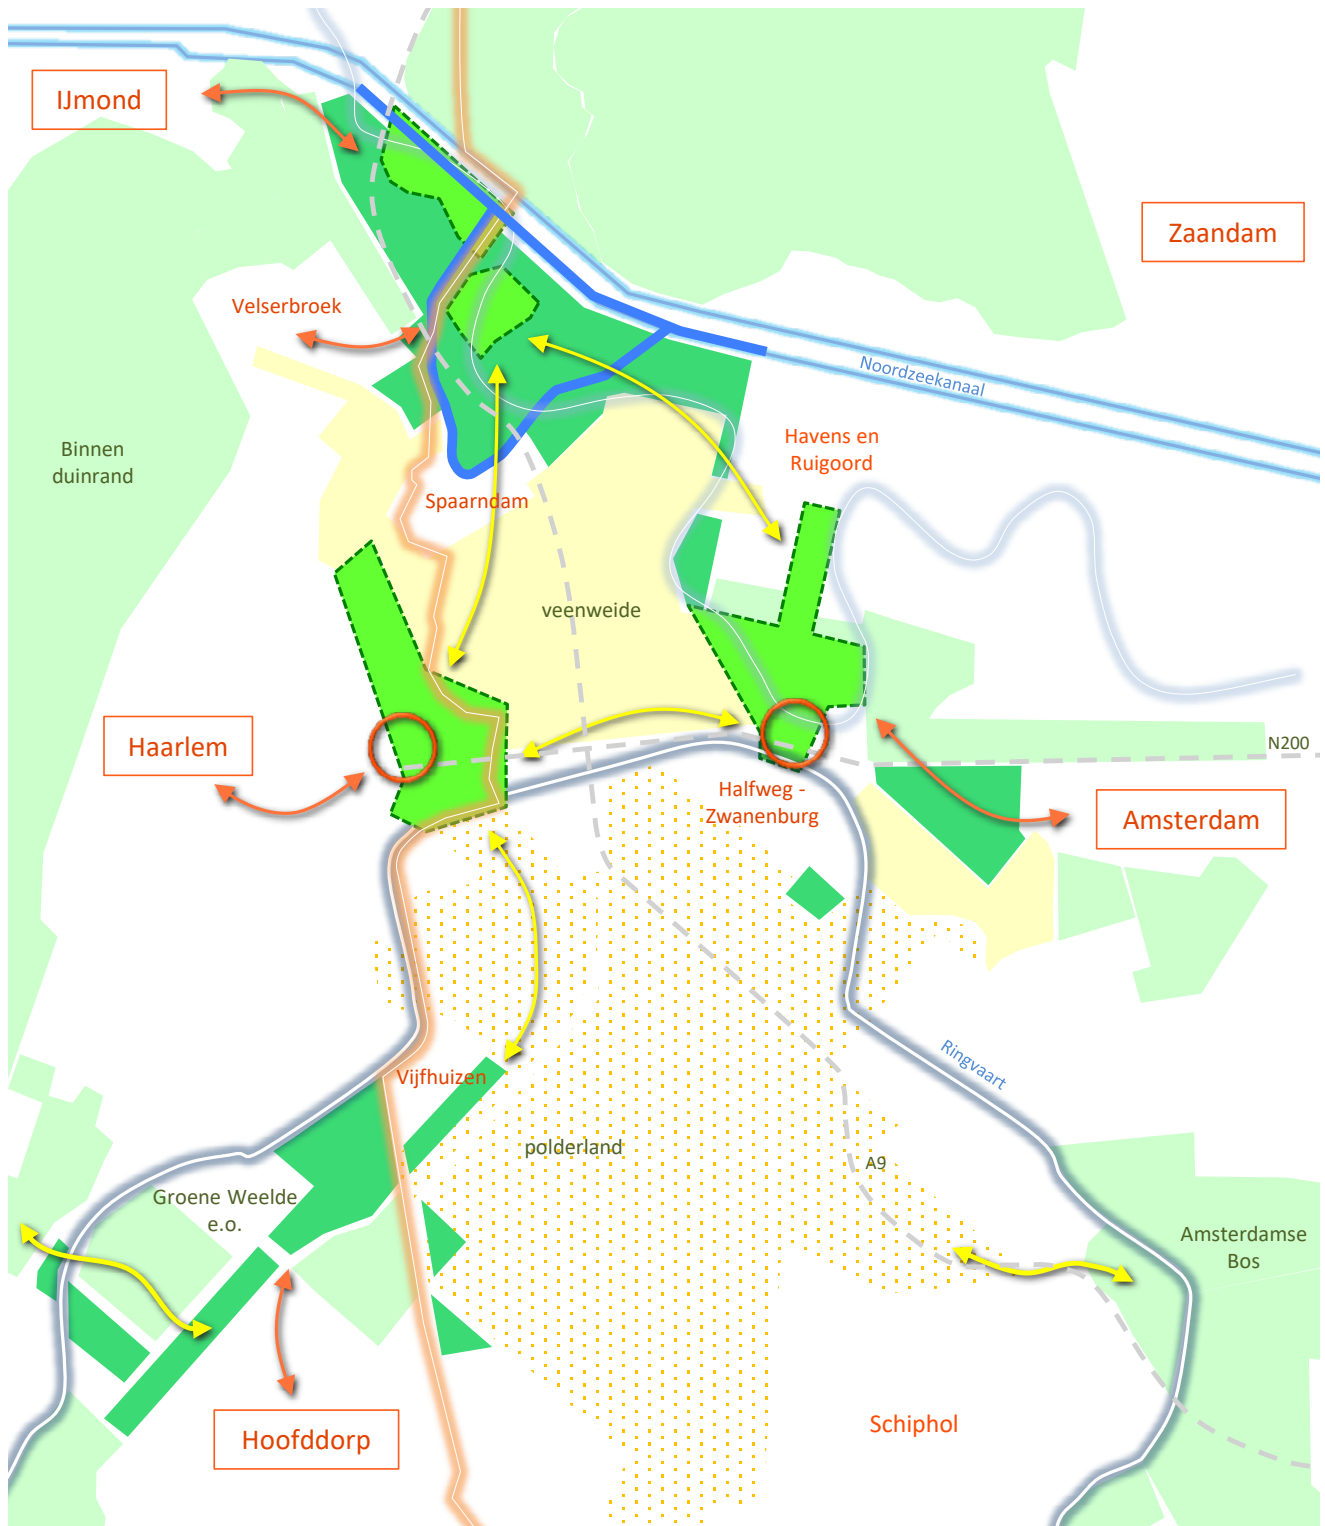 IJmond
Zaandam
Velserbroek
Noordzeekanaal
Binnen
duinrand
Havens en
Ruigoord
Spaarndam
veenweide
Haarlem
N200
Halfweg -
Zwanenburg
Amsterdam
Ringvaart
Vijfhuizen
polderland
A9
Groene Weelde
e.o.
Amsterdamse
Bos
Schiphol
Hoofddorp